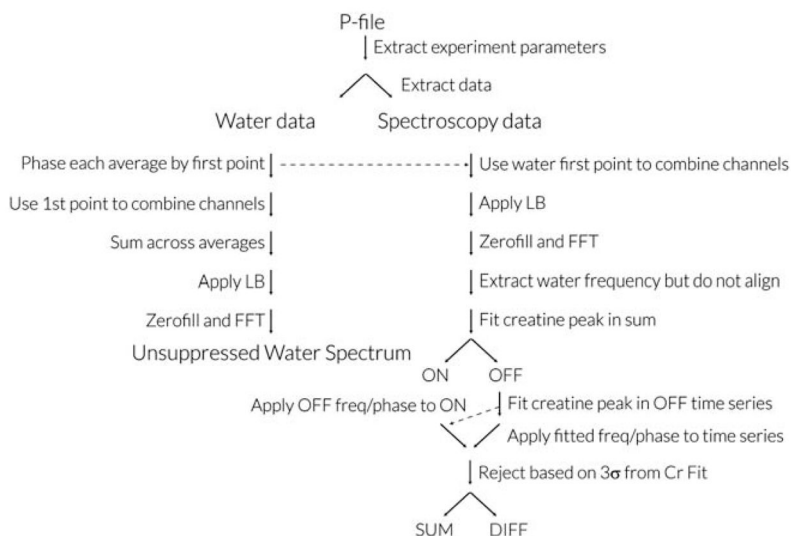 P-file
Extract experiment parameters
Extract data
Water data
Spectroscopy data
Phase each average by first point
Use water first point to combine channels
Use 1st point to combine channels
Apply LB
Sum across averages
Zerofill and FFT
Apply LB
Extract water frequency but do not align
Zerofill and FFT
Fit creatine peak in sum
Unsuppressed Water Spectrum
ON
OFF
Apply OFF freq/phase to ON
Fit creatine peak in OFF time series
Apply fitted freq/phase to time series
Reject based on 3σ from Cr Fit
SUM
DIFF